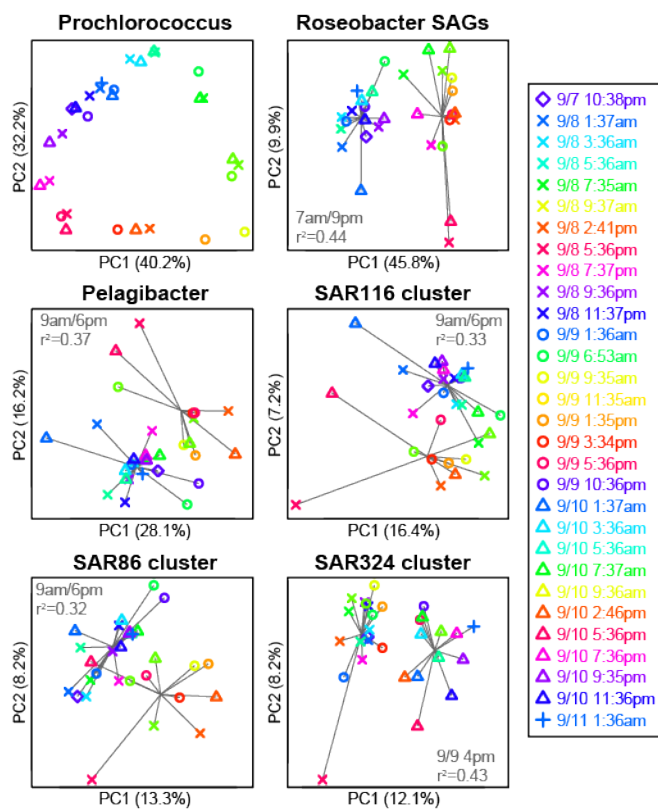 Prochlorococcus
PC2 (32.2%)
PC1 (40.2%)
Roseobacter SAGs
PC2 (9.9%)
7am/9pm
r²=0.44
PC1 (45.8%)
Pelagibacter
9am/6pm
r²=0.37
PC2 (16.2%)
PC1 (28.1%)
SAR116 cluster
9am/6pm
r²=0.33
PC2 (7.2%)
PC1 (16.4%)
SAR86 cluster
9am/6pm
r²=0.32
PC2 (8.2%)
PC1 (13.3%)
SAR324 cluster
PC2 (8.2%)
9/9 4pm
r²=0.43
PC1 (12.1%)
9/7 10:38pm
9/8 1:37am
9/8 3:36am
9/8 5:36am
9/8 7:35am
9/8 9:37am
9/8 2:41pm
9/8 5:36pm
9/8 7:37pm
9/8 9:36pm
9/8 11:37pm
9/9 1:36am
9/9 6:53am
9/9 9:35am
9/9 11:35am
9/9 1:35pm
9/9 3:34pm
9/9 5:36pm
9/9 10:36pm
9/10 1:37am
9/10 3:36am
9/10 5:36am
9/10 7:37am
9/10 9:36am
9/10 2:46pm
9/10 5:36pm
9/10 7:36pm
9/10 9:35pm
9/10 11:36pm
9/11 1:36am